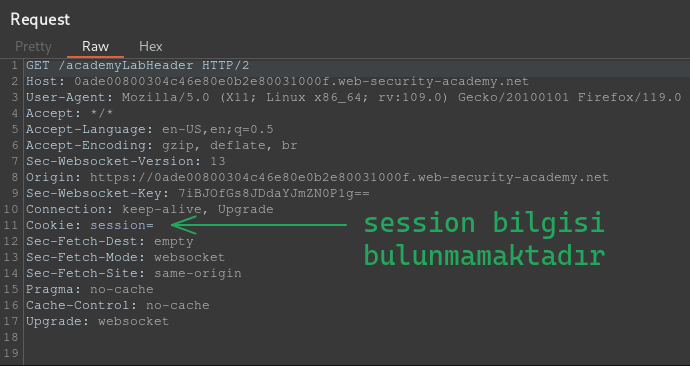 Request
Pretty Raw Hex
1 GET /academyLabHeader HTTP/2
2 Host: 0ade00800304c46e80e0b2e80031000f.web-security-academy.net
3 User-Agent: Mozilla/5.0 (X11; Linux x86_64; rv:109.0) Gecko/20100101 Firefox/119.0
4 Accept: */*
5 Accept-Language: en-US,en;q=0.5
6 Accept-Encoding: gzip, deflate, br
7 Sec-Websocket-Version: 13
8 Origin: https://0ade00800304c46e80e0b2e80031000f.web-security-academy.net
9 Sec-Websocket-Key: 7iBJOfGs8JDdaYJmZN0P1g==
10 Connection: keep-alive, Upgrade
11 Cookie: session=
session bilgisi
bulunmamaktadır
12 Sec-Fetch-Dest: empty
13 Sec-Fetch-Mode: websocket
14 Sec-Fetch-Site: same-origin
15 Pragma: no-cache
16 Cache-Control: no-cache
17 Upgrade: websocket
18
19